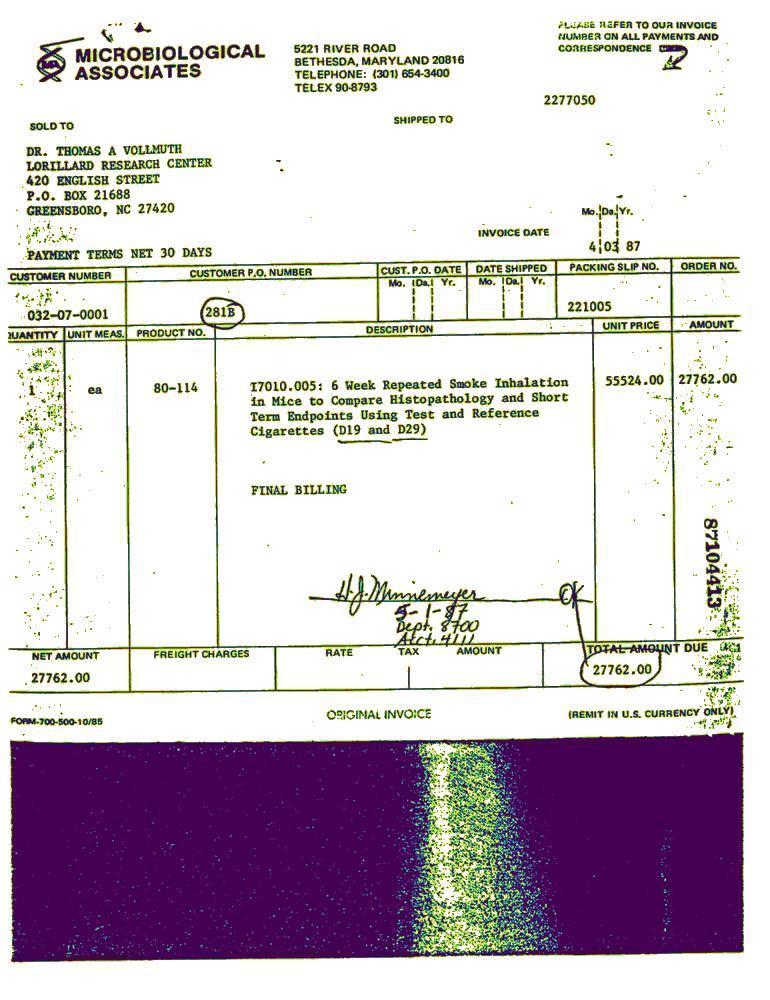 MICROBIOLOGICAL
ASSOCIATES
MA
5221 RIVER ROAD
BETHESDA, MARYLAND 20816
TELEPHONE: (301) 654-3400
TELEX 90-8793
PLEASE REFER TO OUR INVOICE
NUMBER ON ALL PAYMENTS AND
CORRESPONDENCE
2277050
SOLD TO
SHIPPED TO
DR. THOMAS A VOLLMUTH
LORILLARD RESEARCH CENTER
420 ENGLISH STREET
P.O. BOX 21688
GREENSBORO, NC 27420
Mo. Da. Yr.
INVOICE DATE
4 03 87
PAYMENT TERMS NET 30 DAYS
CUSTOMER NUMBER CUSTOMER P.O. NUMBER CUST. P.O. DATE DATE SHIPPED PACKING SLIP NO. ORDER NO.
Mo. Da. Yr. Mo. Da. Yr.
032-07-0001 281B 221005
QUANTITY UNIT MEAS. PRODUCT NO. DESCRIPTION UNIT PRICE AMOUNT
1 ea 80-114 I7010.005: 6 Week Repeated Smoke Inhalation 55524.00 27762.00
in Mice to Compare Histopathology and Short
Term Endpoints Using Test and Reference
Cigarettes (D19 and D29)
FINAL BILLING
87104413
H.J. Minnemeyer OK
5-1-87
Dept. 8700
Acct. 4111
NET AMOUNT FREIGHT CHARGES RATE TAX AMOUNT TOTAL AMOUNT DUE
27762.00 27762.00
FORM-700-500-10/85 ORIGINAL INVOICE (REMIT IN U.S. CURRENCY ONLY)